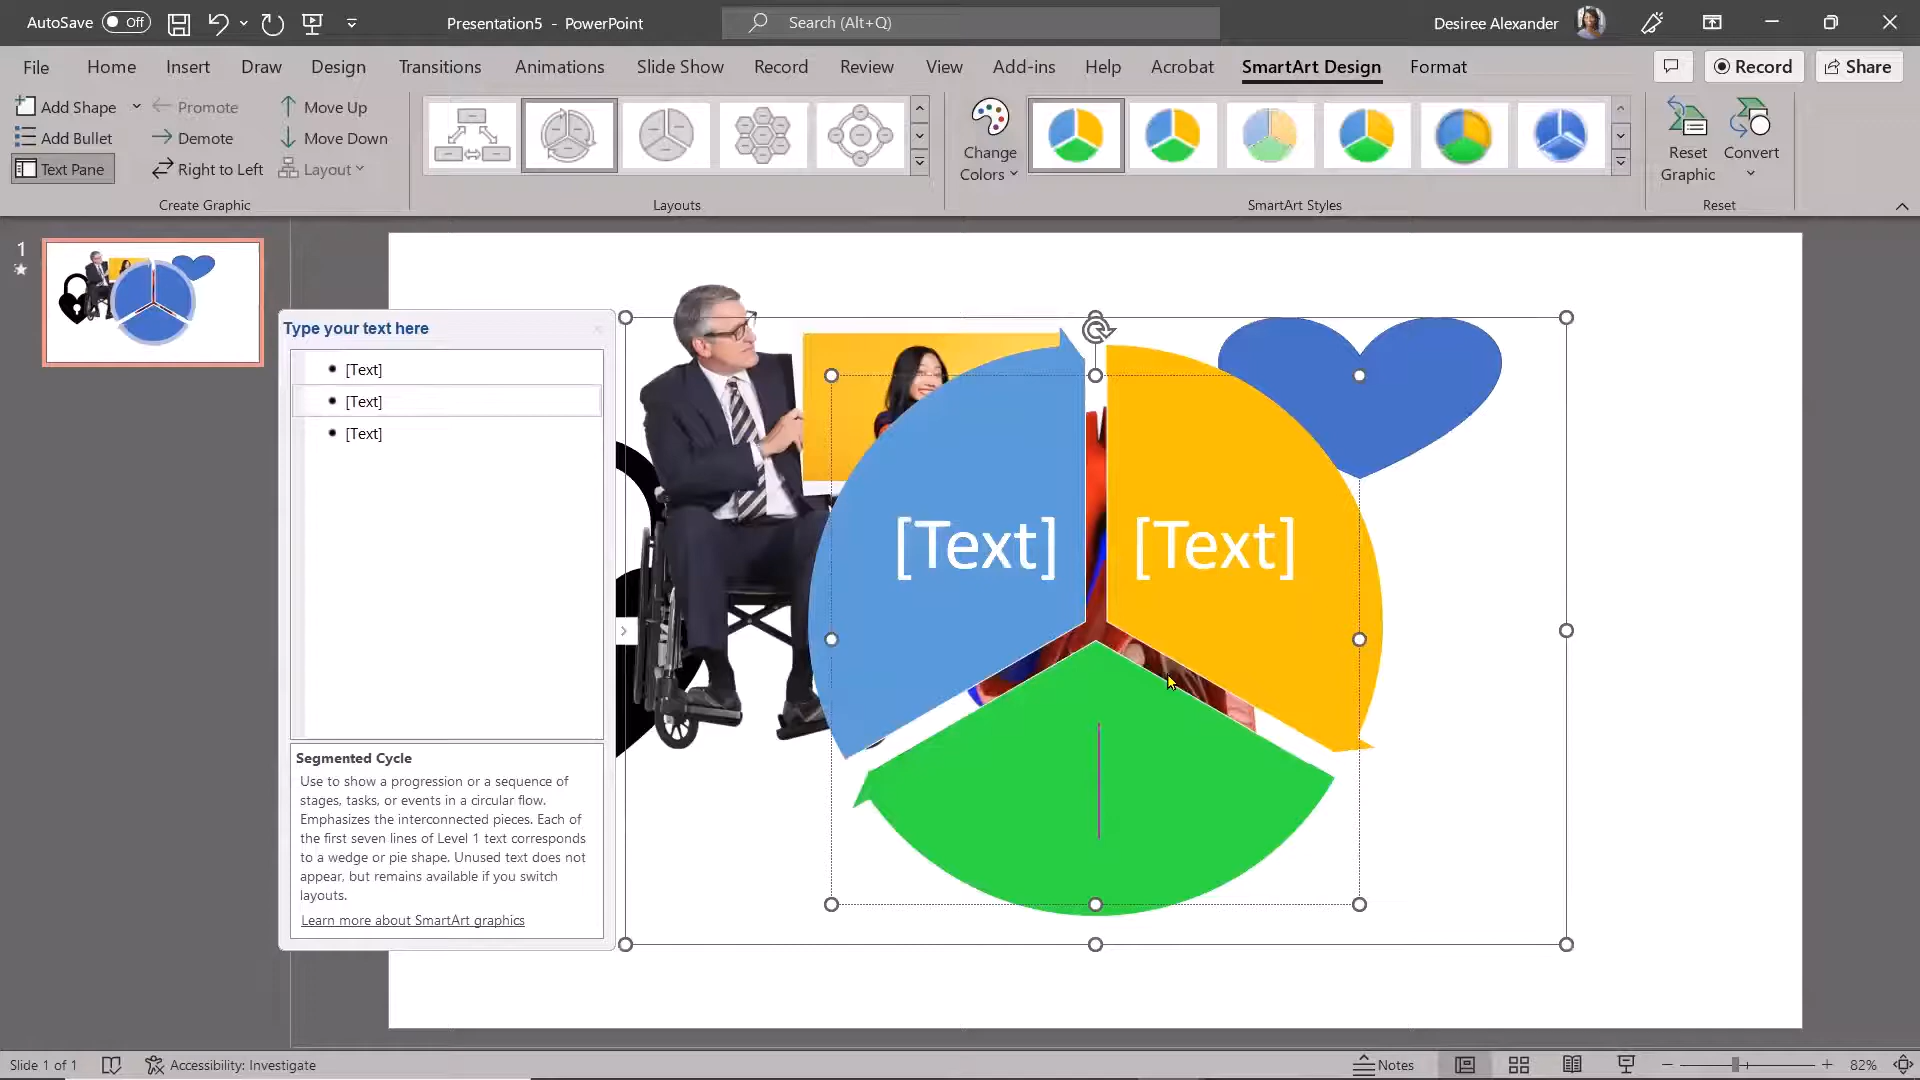 AutoSave Off
Presentation5 - PowerPoint
Search (Alt+Q)
Desiree Alexander
File Home Insert Draw Design Transitions Animations Slide Show Record Review View Add-ins Help Acrobat SmartArt Design Format
Record Share
Add Shape Promote Move Up
Add Bullet Demote Move Down
Text Pane Right to Left Layout
Create Graphic
Layouts
Change
Colors
SmartArt Styles
Reset
Graphic
Convert
Reset
1
Type your text here
[Text]
[Text]
[Text]
Segmented Cycle
Use to show a progression or a sequence of
stages, tasks, or events in a circular flow.
Emphasizes the interconnected pieces. Each of
the first seven lines of Level 1 text corresponds
to a wedge or pie shape. Unused text does not
appear, but remains available if you switch
layouts.
Learn more about SmartArt graphics
[Text] [Text]
Slide 1 of 1
Accessibility: Investigate
Notes
82%